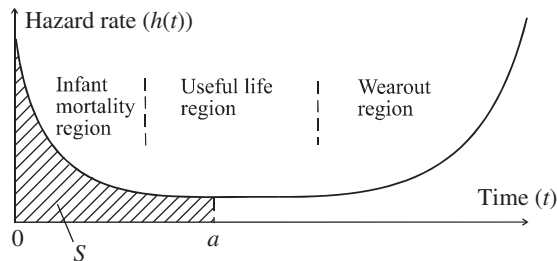 Hazard rate (h(t))
Infant
mortality
region
Useful life
region
Wearout
region
Time (t)
0
S
a